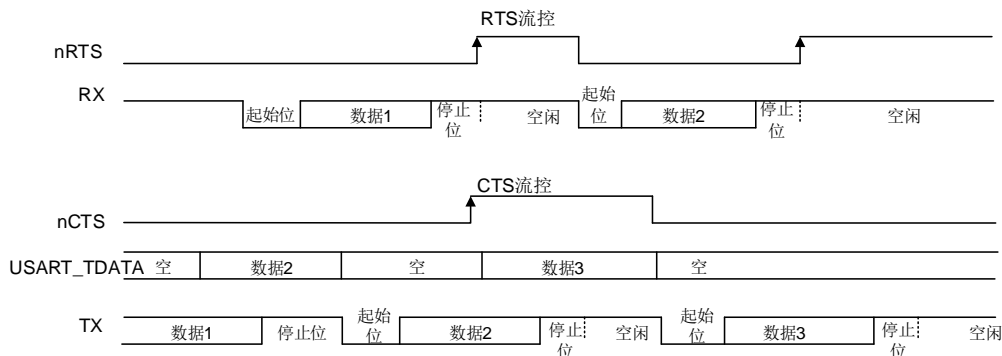 RTS流控
nRTS
RX
起始位 数据1 停止位 空闲 起始位 数据2 停止位 空闲
CTS流控
nCTS
USART_TDATA 空 数据2 空 数据3 空
TX 数据1 停止位 起始位 数据2 停止位 空闲 起始位 数据3 停止位 空闲